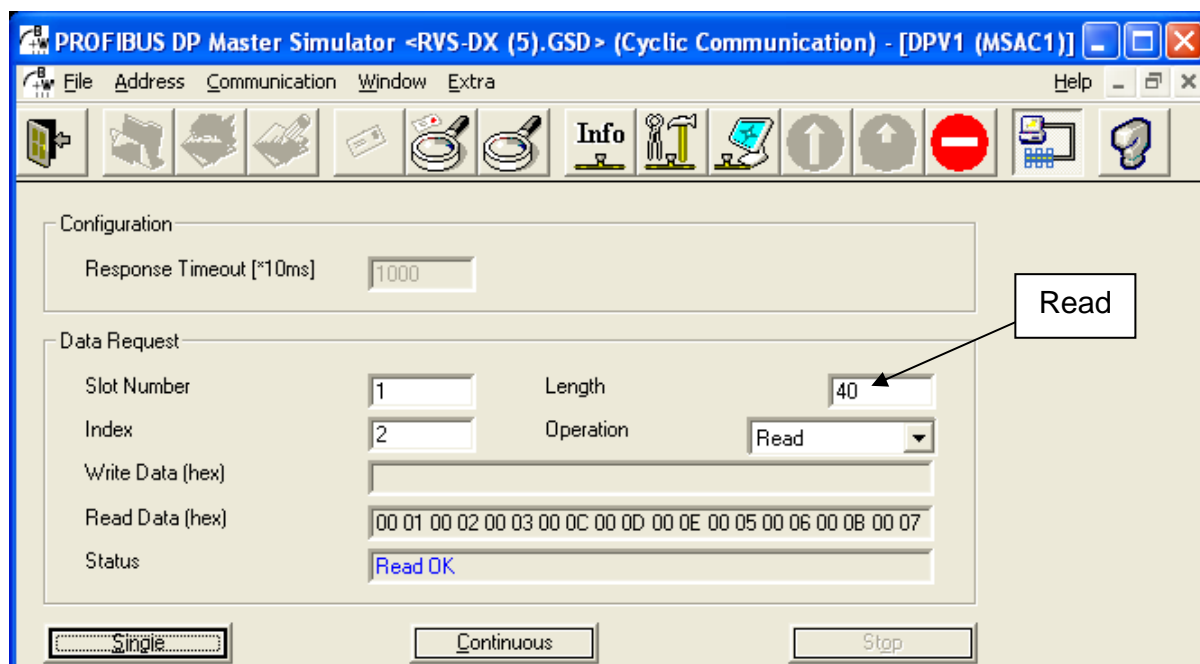 PROFIBUS DP Master Simulator <RVS-DX (5).GSD> (Cyclic Communication) - [DPV1 (MSAC1)]
File Address Communication Window Extra Help
Info
Configuration
Response Timeout [*10ms] 1000
Read
Data Request
Slot Number 1 Length 40
Index 2 Operation Read
Write Data (hex)
Read Data (hex) 00 01 00 02 00 03 00 0C 00 0D 00 0E 00 05 00 06 00 0B 00 07
Status Read OK
Single Continuous Stop